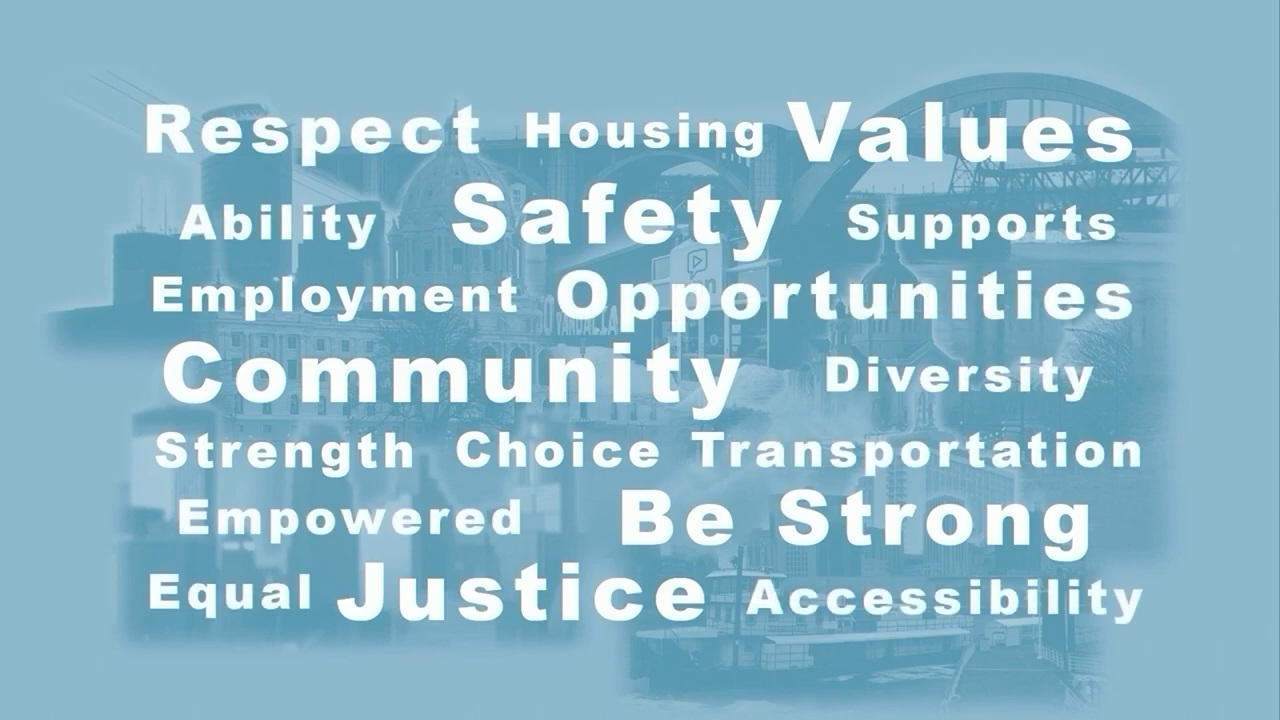 Respect Housing Values
Ability Safety Supports
Employment Opportunities
Community Diversity
Strength Choice Transportation
Empowered Be Strong
Equal Justice Accessibility